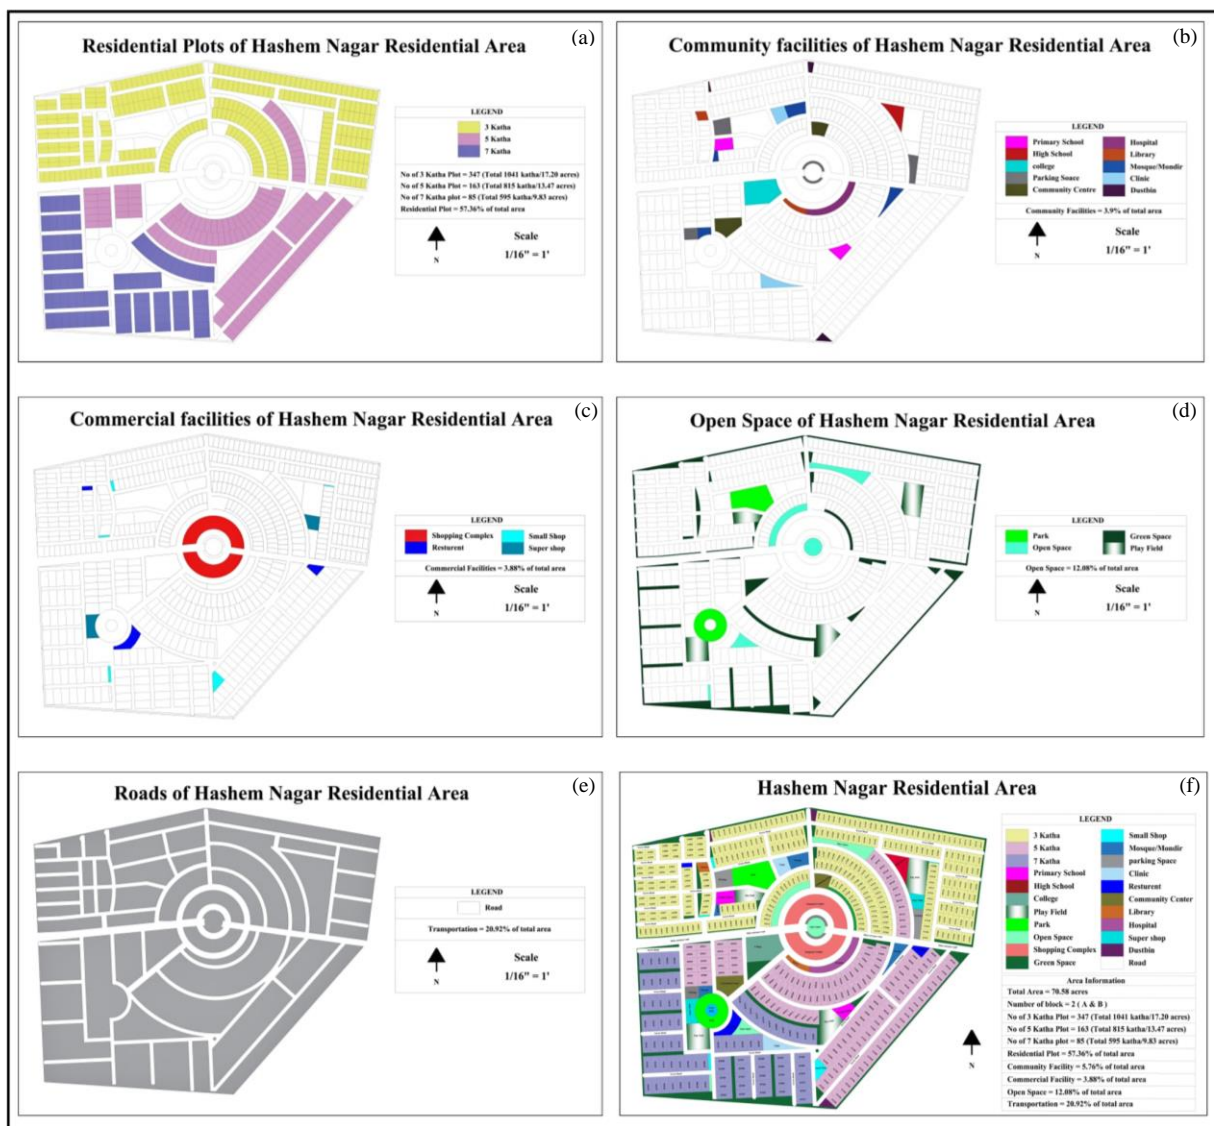 Residential Plots of Hashem Nagar Residential Area
(a)
LEGEND
3 Katha
5 Katha
7 Katha
No of 3 Katha Plot = 347 (Total 1041 katha/17.20 acres)
No of 5 Katha Plot = 163 (Total 815 katha/13.47 acres)
No of 7 Katha plot = 85 (Total 595 katha/9.83 acres)
Residential Plot = 57.36% of total area
N
Scale
1/16" = 1'
Community facilities of Hashem Nagar Residential Area
(b)
LEGEND
Primary School
Hospital
High School
Library
college
Mosque/Mondir
Parking Soace
Clinic
Community Centre
Dustbin
Community Facilities = 3.9% of total area
N
Scale
1/16" = 1'
Commercial facilities of Hashem Nagar Residential Area
(c)
LEGEND
Shopping Complex
Small Shop
Resturent
Super shop
Commercial Facilities = 3.88% of total area
N
Scale
1/16" = 1'
Open Space of Hashem Nagar Residential Area
(d)
LEGEND
Park
Green Space
Open Space
Play Field
Open Space = 12.08% of total area
N
Scale
1/16" = 1'
Roads of Hashem Nagar Residential Area
(e)
LEGEND
Road
Transportation = 20.92% of total area
N
Scale
1/16" = 1'
Hashem Nagar Residential Area
(f)
LEGEND
3 Katha
Small Shop
5 Katha
Mosque/Mondir
7 Katha
parking Space
Primary School
Clinic
High School
Resturent
College
Community Center
Play Field
Library
Park
Hospital
Open Space
Super shop
Shopping Complex
Dustbin
Green Space
Road
Area Information
Total Area = 70.58 acres
Number of block = 2 ( A & B )
No of 3 Katha Plot = 347 (Total 1041 katha/17.20 acres)
No of 5 Katha Plot = 163 (Total 815 katha/13.47 acres)
No of 7 Katha plot = 85 (Total 595 katha/9.83 acres)
Residential Plot = 57.36% of total area
Community Facility = 5.76% of total area
Commercial Facility = 3.88% of total area
Open Space = 12.08% of total area
Transportation = 20.92% of total area
N